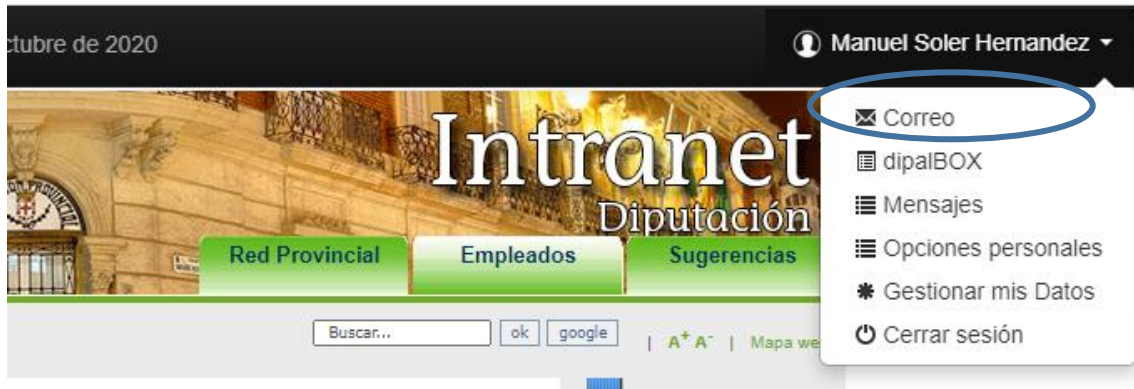 ctubre de 2020
Manuel Soler Hernandez
Intranet
Diputación
Red Provincial Empleados Sugerencias
Buscar... ok google | A+ A- | Mapa we
Correo
dipalBOX
Mensajes
Opciones personales
Gestionar mis Datos
Cerrar sesión